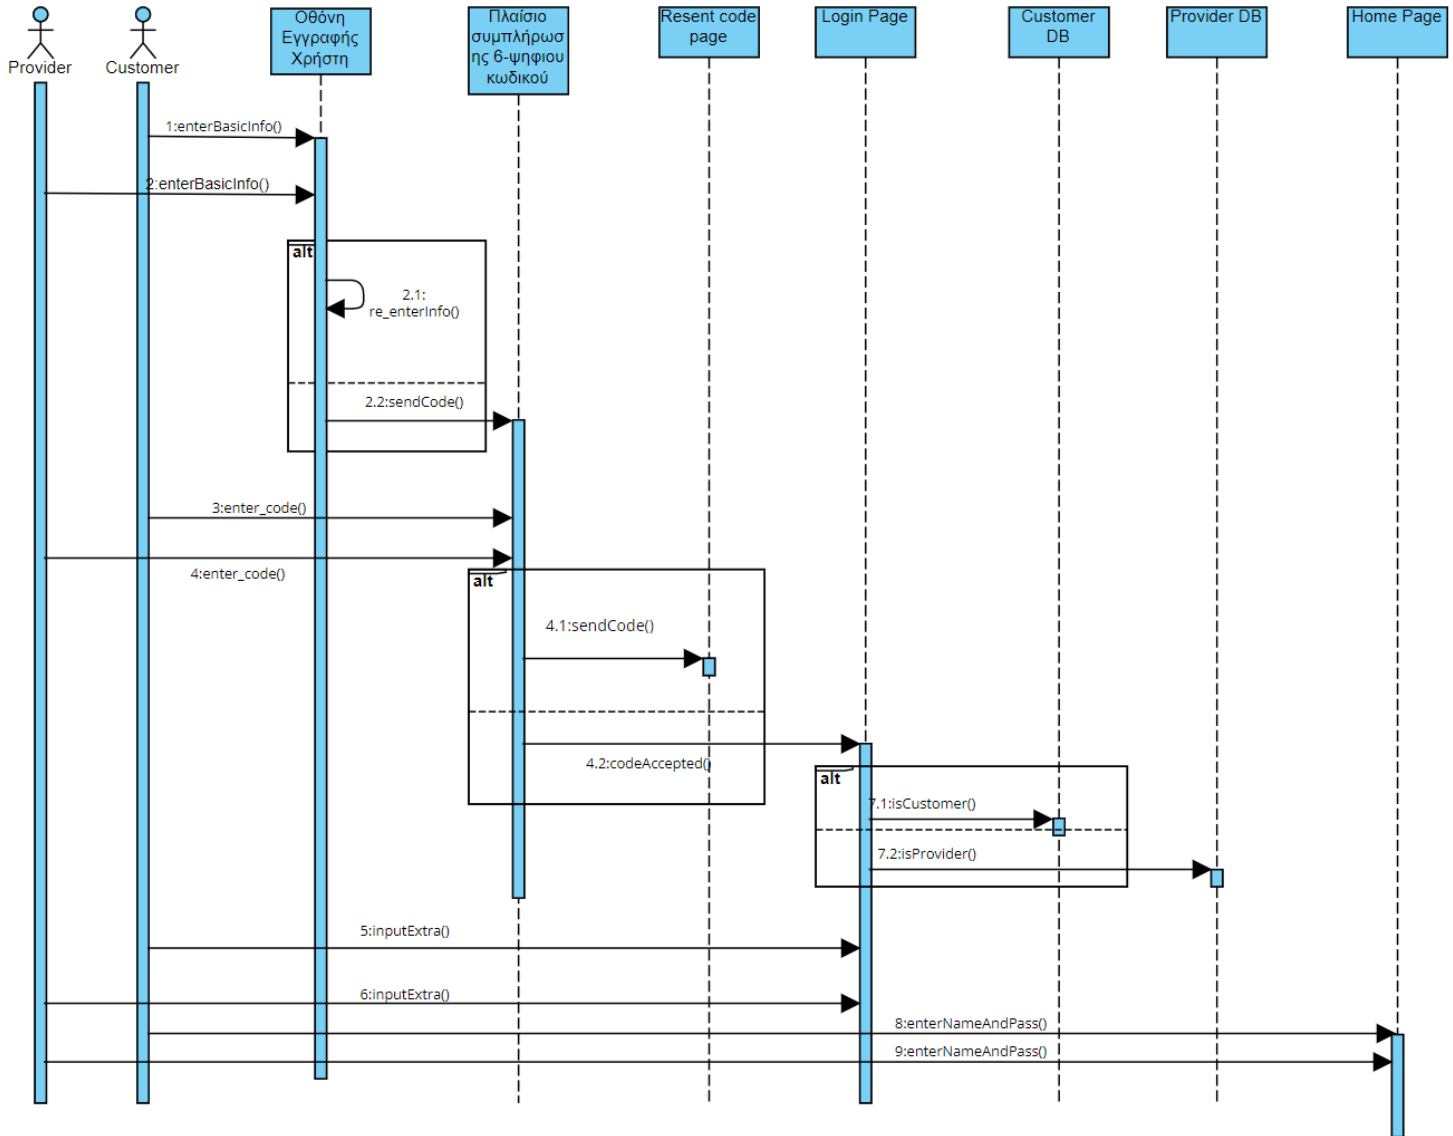 Provider
Customer
Οθόνη
Εγγραφής
Χρήστη
Πλαίσιο
συμπλήρωσ
ης 6-ψηφιου
κωδικού
Resent code
page
Login Page
Customer
DB
Provider DB
Home Page
1:enterBasicInfo()
2:enterBasicInfo()
alt
2.1:
re_enterInfo()
2.2:sendCode()
3:enter_code()
4:enter_code()
alt
4.1:sendCode()
4.2:codeAccepted()
alt
7.1:isCustomer()
7.2:isProvider()
5:inputExtra()
6:inputExtra()
8:enterNameAndPass()
9:enterNameAndPass()